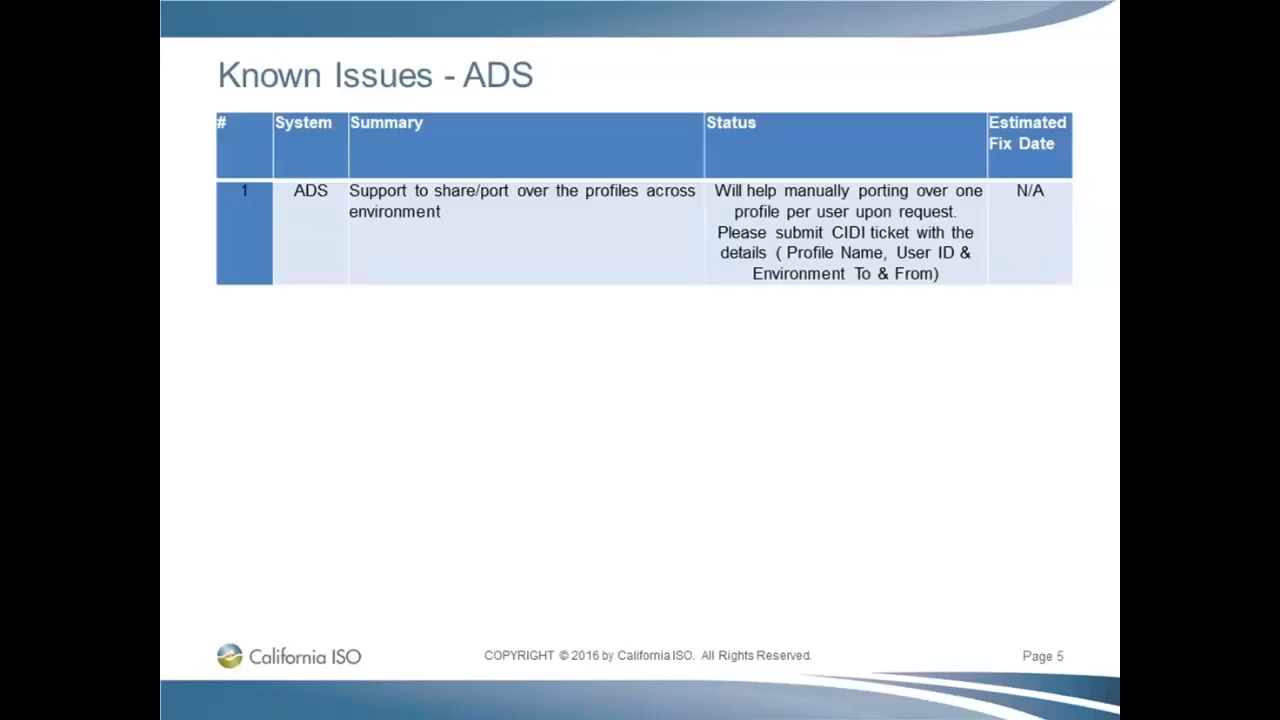 Known Issues - ADS
# System Summary Status Estimated
Fix Date
1 ADS Support to share/port over the profiles across Will help manually porting over one N/A
environment profile per user upon request.
Please submit CIDI ticket with the
details ( Profile Name, User ID &
Environment To & From)
California ISO COPYRIGHT © 2016 by California ISO. All Rights Reserved. Page 5